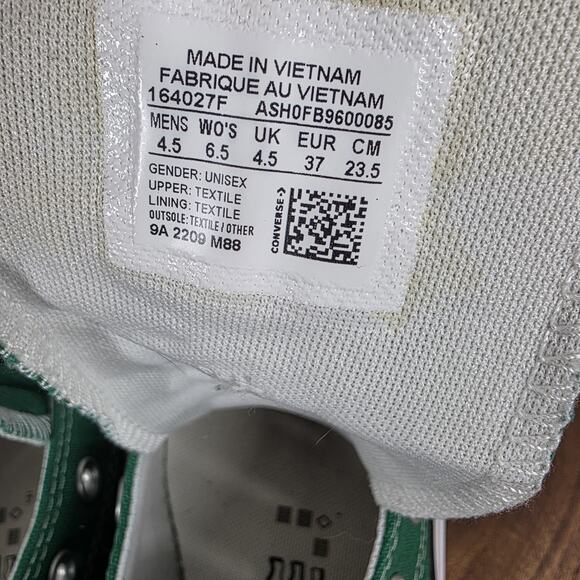 MADE IN VIETNAM
FABRIQUE AU VIETNAM
164027F ASH0FB9600085
MENS WO'S UK EUR CM
4.5 6.5 4.5 37 23.5
GENDER: UNISEX
UPPER: TEXTILE
LINING: TEXTILE
OUTSOLE: TEXTILE / OTHER
9A 2209 M88
CONVERSE